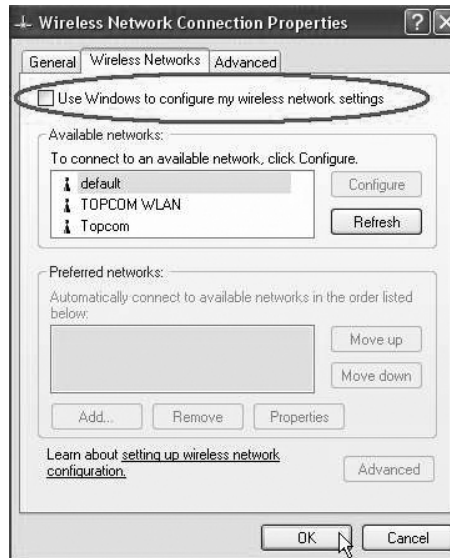 Wireless Network Connection Properties
General Wireless Networks Advanced
Use Windows to configure my wireless network settings
Available networks:
To connect to an available network, click Configure.
default
Configure
TOPCOM WLAN
Topcom
Refresh
Preferred networks:
Automatically connect to available networks in the order listed
below:
Move up
Move down
Add... Remove Properties
Learn about setting up wireless network
configuration.
Advanced
OK Cancel